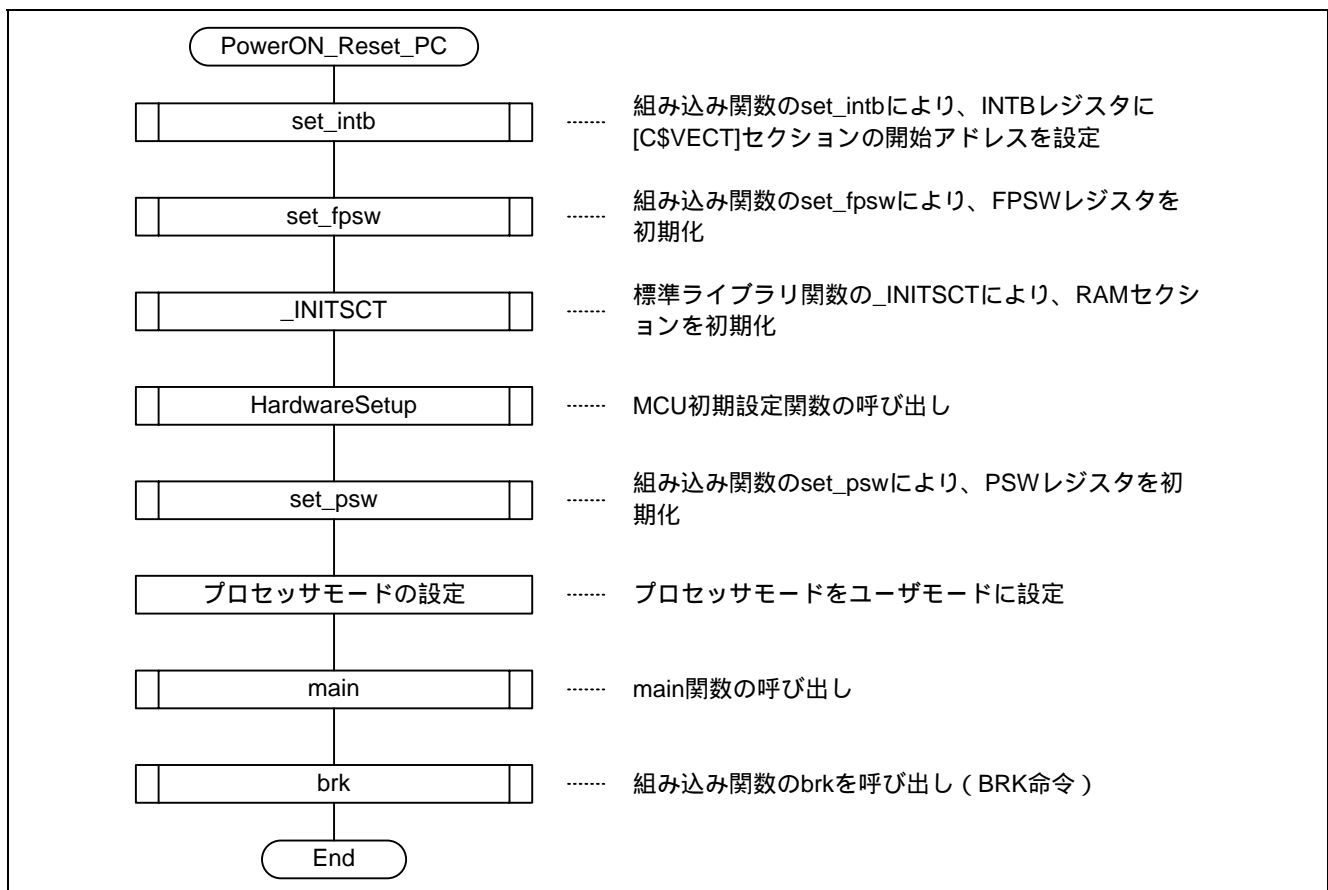 PowerON_Reset_PC
set_intb
組み込み関数のset_intbにより、INTBレジスタに
[C$VECT]セクションの開始アドレスを設定
set_fpsw
組み込み関数のset_fpswにより、FPSWレジスタを
初期化
_INITSCT
標準ライブラリ関数の_INITSCTにより、RAMセクシ
ョンを初期化
HardwareSetup
MCU初期設定関数の呼び出し
set_psw
組み込み関数のset_pswにより、PSWレジスタを初
期化
プロセッサモードの設定
プロセッサモードをユーザモードに設定
main
main関数の呼び出し
brk
組み込み関数のbrkを呼び出し（BRK命令）
End